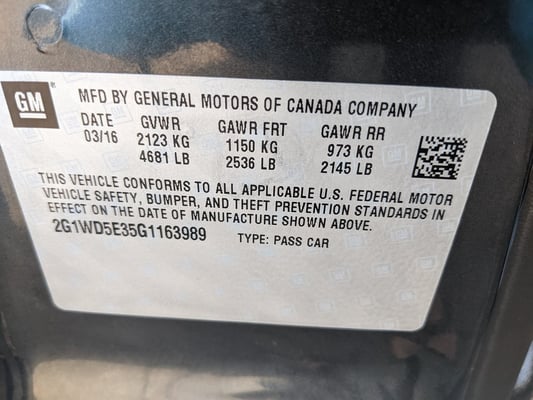 GM
MFD BY GENERAL MOTORS OF CANADA COMPANY
DATE GVWR GAWR FRT GAWR RR
03/16 2123 KG 1150 KG 973 KG
4681 LB 2536 LB 2145 LB
THIS VEHICLE CONFORMS TO ALL APPLICABLE U.S. FEDERAL MOTOR
VEHICLE SAFETY, BUMPER, AND THEFT PREVENTION STANDARDS IN
EFFECT ON THE DATE OF MANUFACTURE SHOWN ABOVE.
2G1WD5E35G1163989 TYPE: PASS CAR